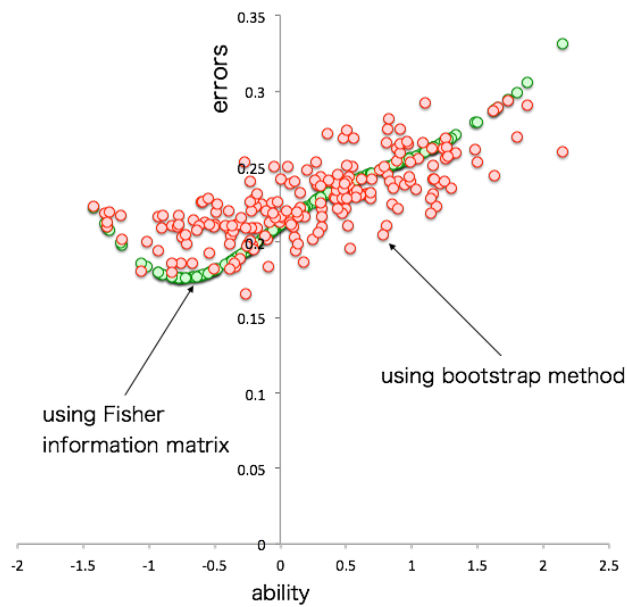 0.35
errors
0.3
0.25
0.2
using bootstrap method
0.15
0.1
using Fisher
information matrix
0.05
0
-2 -1.5 -1 -0.5 0 0.5 1 1.5 2 2.5
ability